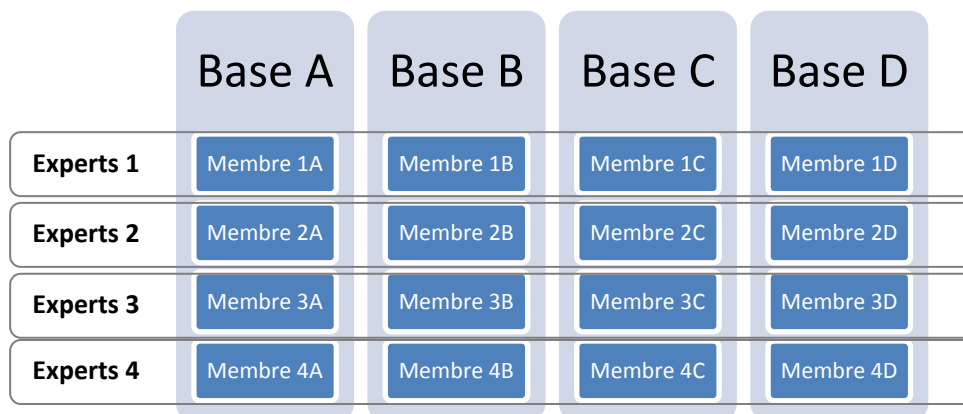 Base A Base B Base C Base D
Experts 1 Membre 1A Membre 1B Membre 1C Membre 1D
Experts 2 Membre 2A Membre 2B Membre 2C Membre 2D
Experts 3 Membre 3A Membre 3B Membre 3C Membre 3D
Experts 4 Membre 4A Membre 4B Membre 4C Membre 4D